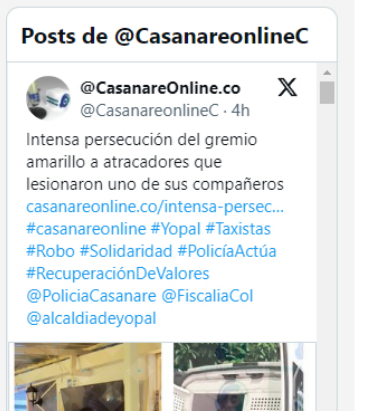 Posts de @CasanareonlineC
@CasanareOnline.co
@CasanareonlineC · 4h
Intensa persecución del gremio
amarillo a atracadores que
lesionaron uno de sus compañeros
casanareonline.co/intensa-persec...
#casanareonline #Yopal #Taxistas
#Robo #Solidaridad #PolicíaActúa
#RecuperaciónDeValores
@PoliciaCasanare @FiscaliaCol
@alcaldiadeyopal